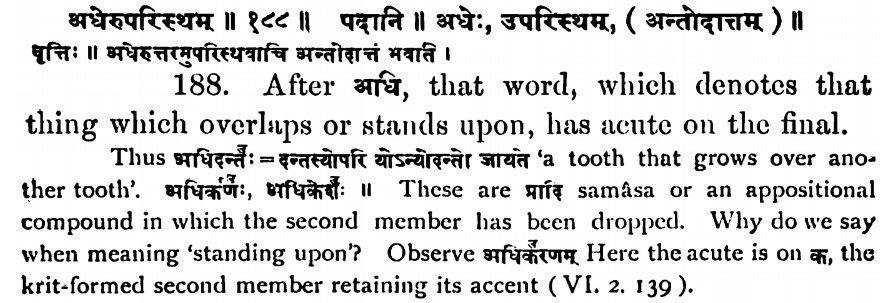 अधेरुपरिस्थम् ॥ १८८ ॥ पदानि ॥ अधेः, उपरिस्थम्, ( अन्तोदात्तम् ) ॥
वृत्तिः ॥ अधेरुत्तरमुपरिस्थवाचि अन्तोदात्तं भवति ।
188. After अधि, that word, which denotes that
thing which overlaps or stands upon, has acute on the final.
Thus अधिदन्तः॑ = दन्तस्योपरि योऽन्योदन्तो जायते 'a tooth that grows over ano-
ther tooth'. अधिकर्णः॑, अधिकेशः॑ ॥ These are प्रादि samâsa or an appositional
compound in which the second member has been dropped. Why do we say
when meaning 'standing upon'? Observe अधिक॑रणम् Here the acute is on क, the
krit-formed second member retaining its accent ( VI. 2. 139 ).